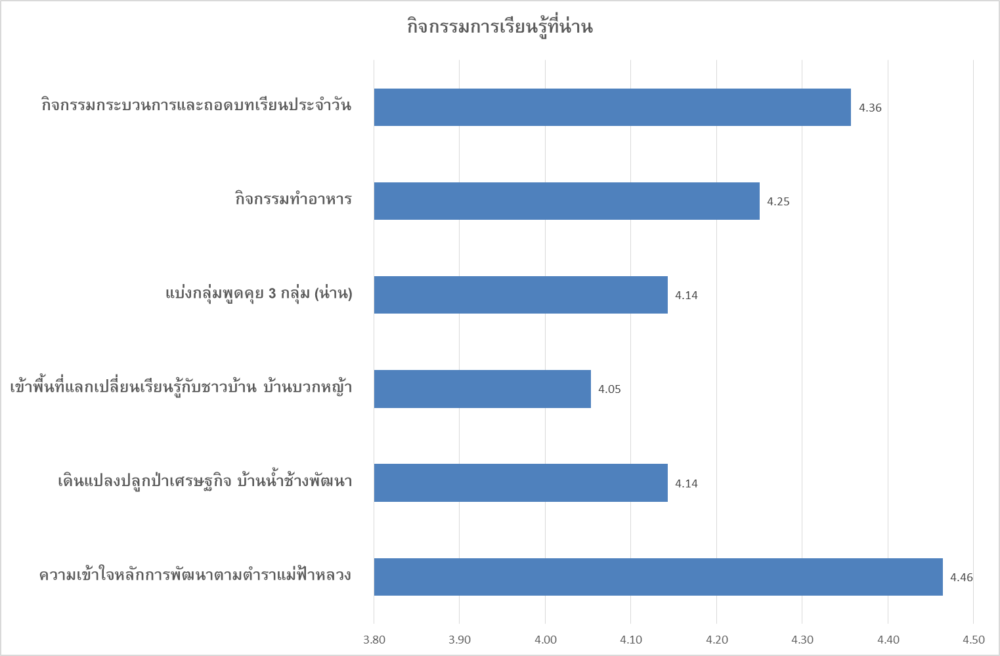 กิจกรรมการเรียนรู้ที่น่าน
กิจกรรมกระบวนการและถอดบทเรียนประจำวัน
4.36
กิจกรรมทำอาหาร
4.25
แบ่งกลุ่มพูดคุย 3 กลุ่ม (น่าน)
4.14
เข้าพื้นที่แลกเปลี่ยนเรียนรู้กับชาวบ้าน บ้านบวกหญ้า
4.05
เดินแปลงปลูกป่าเศรษฐกิจ บ้านน้ำช้างพัฒนา
4.14
ความเข้าใจหลักการพัฒนาตามตำราแม่ฟ้าหลวง
4.46
3.80 3.90 4.00 4.10 4.20 4.30 4.40 4.50